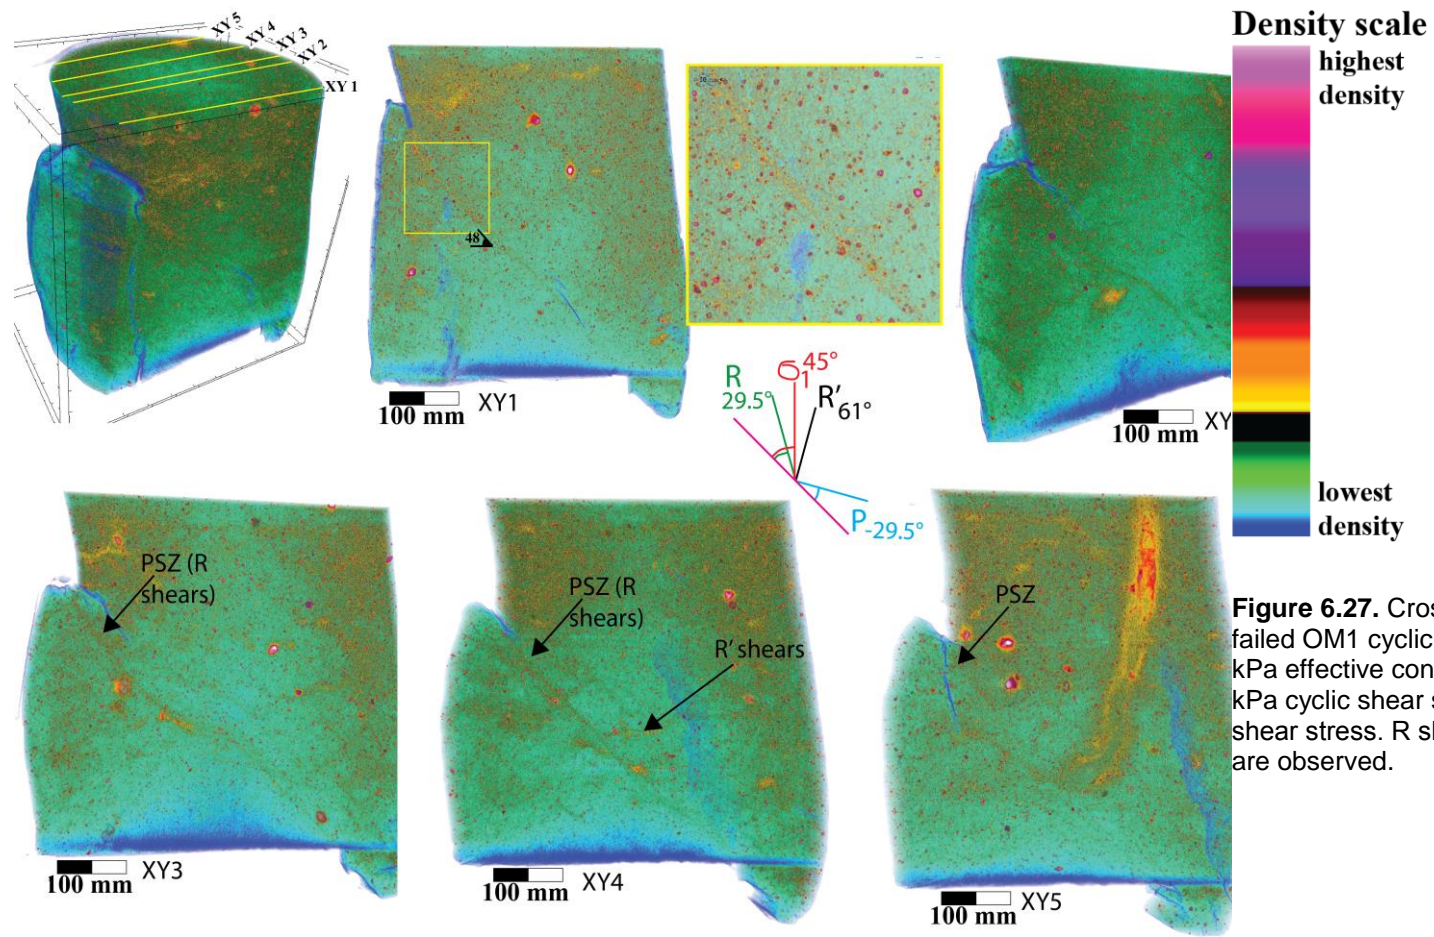 XY 5
XY 4
XY 3
XY 2
XY 1
48
100 mm XY1
R
29.5°
σ1 45°
R' 61°
P -29.5°
100 mm XY
Density scale
highest
density
lowest
density
PSZ (R
shears)
100 mm XY3
PSZ (R
shears)
R' shears
100 mm XY4
PSZ
100 mm XY5
Figure 6.27. Cros
failed OM1 cyclic
kPa effective con
kPa cyclic shear s
shear stress. R sh
are observed.